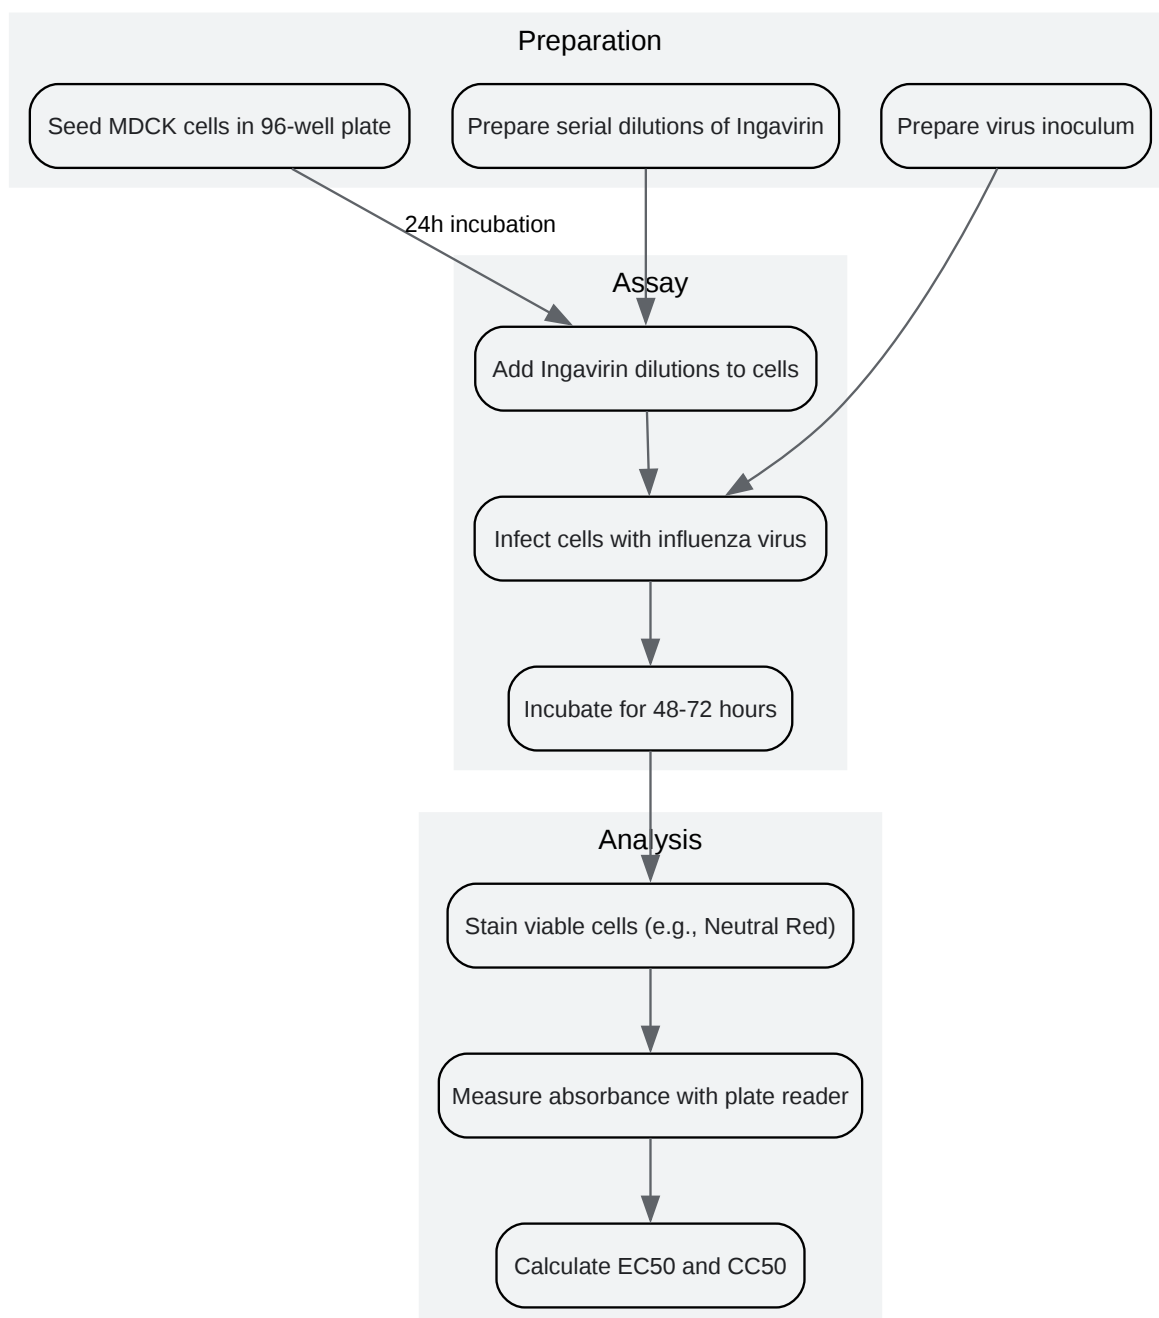 Preparation
Seed MDCK cells in 96-well plate
Prepare serial dilutions of Ingavirin
Prepare virus inoculum
24h incubation
Assay
Add Ingavirin dilutions to cells
Infect cells with influenza virus
Incubate for 48-72 hours
Analysis
Stain viable cells (e.g., Neutral Red)
Measure absorbance with plate reader
Calculate EC50 and CC50